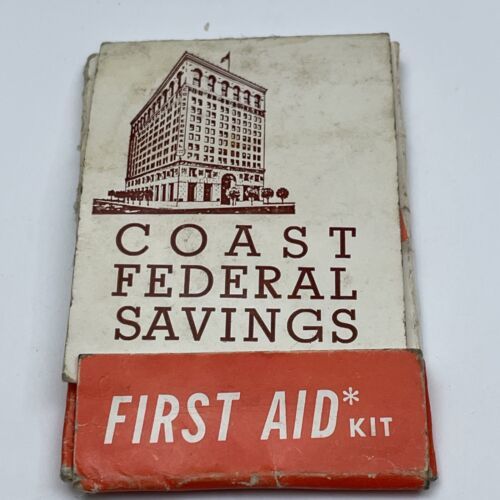 COAST
FEDERAL
SAVINGS
FIRST AID* KIT